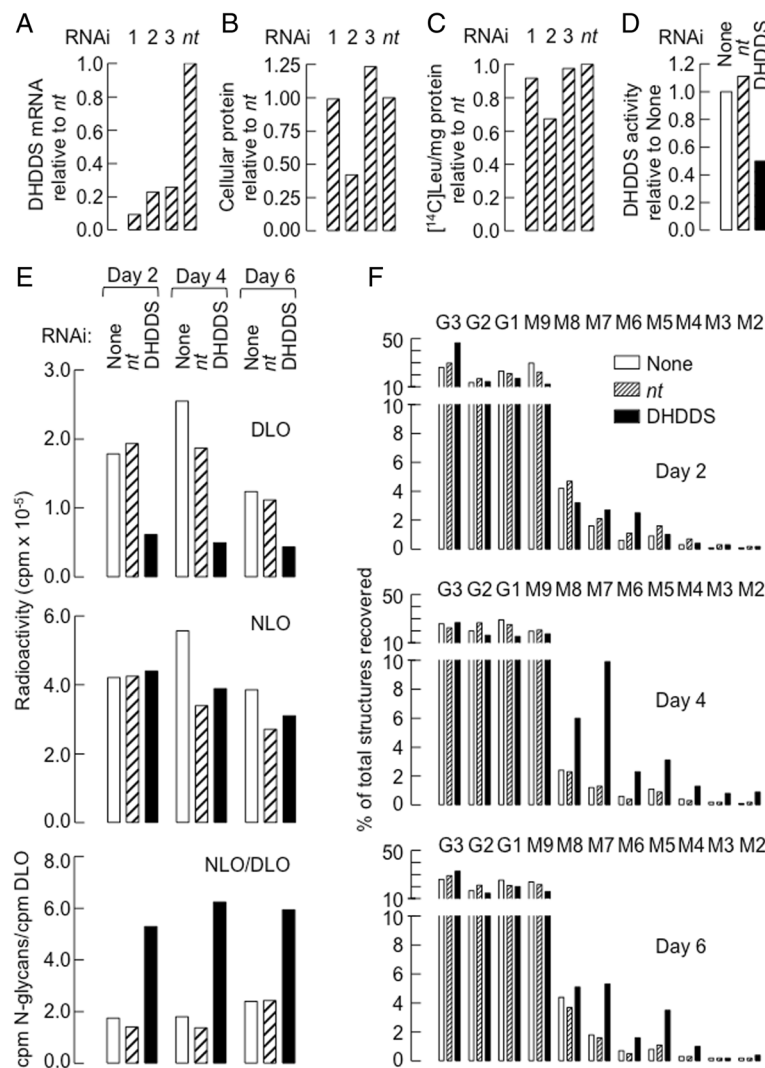 A
RNAi 1 2 3 nt
DHDDS mRNA
relative to nt
1.0
0.8
0.6
0.4
0.2
0.0
B
RNAi 1 2 3 nt
Cellular protein
relative to nt
1.25
1.00
0.75
0.50
0.25
0.00
C
RNAi 1 2 3 nt
[¹⁴C]Leu/mg protein
relative to nt
1.0
0.8
0.6
0.4
0.2
0.0
D
RNAi None nt DHDDS
DHDDS activity
relative to None
1.2
1.0
0.8
0.6
0.4
0.2
0.0
E
Day 2 Day 4 Day 6
RNAi: None nt DHDDS None nt DHDDS None nt DHDDS
Radioactivity (cpm x 10⁻⁵)
DLO
3.0
2.0
1.0
0.0
NLO
6.0
4.0
2.0
0.0
cpm N-glycans/cpm DLO
NLO/DLO
8.0
6.0
4.0
2.0
0.0
F
% of total structures recovered
G3 G2 G1 M9 M8 M7 M6 M5 M4 M3 M2
50
10
10
8
6
4
2
0
None
nt
DHDDS
Day 2
G3 G2 G1 M9 M8 M7 M6 M5 M4 M3 M2
50
10
10
8
6
4
2
0
Day 4
G3 G2 G1 M9 M8 M7 M6 M5 M4 M3 M2
50
10
10
8
6
4
2
0
Day 6